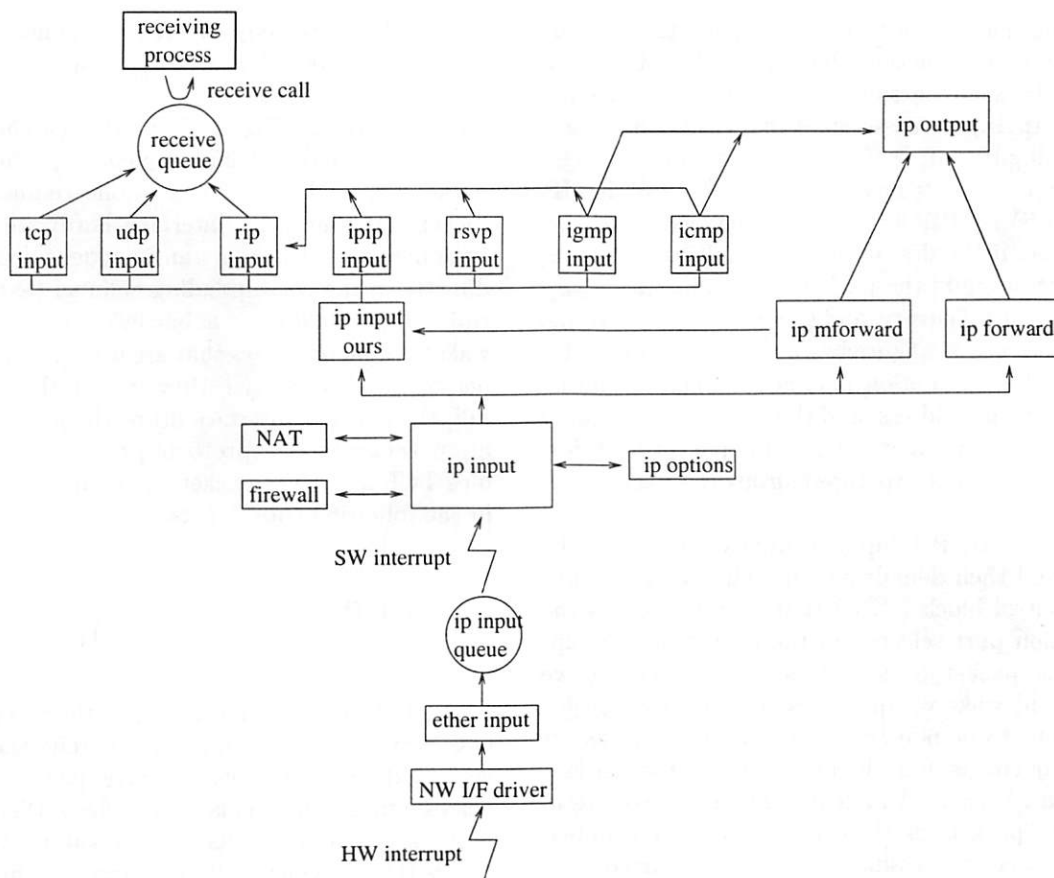 receiving
process
receive call
receive
queue
ip output
tcp
input
udp
input
rip
input
ipip
input
rsvp
input
igmp
input
icmp
input
ip input
ours
ip mforward
ip forward
NAT
firewall
ip input
ip options
SW interrupt
ip input
queue
ether input
NW I/F driver
HW interrupt